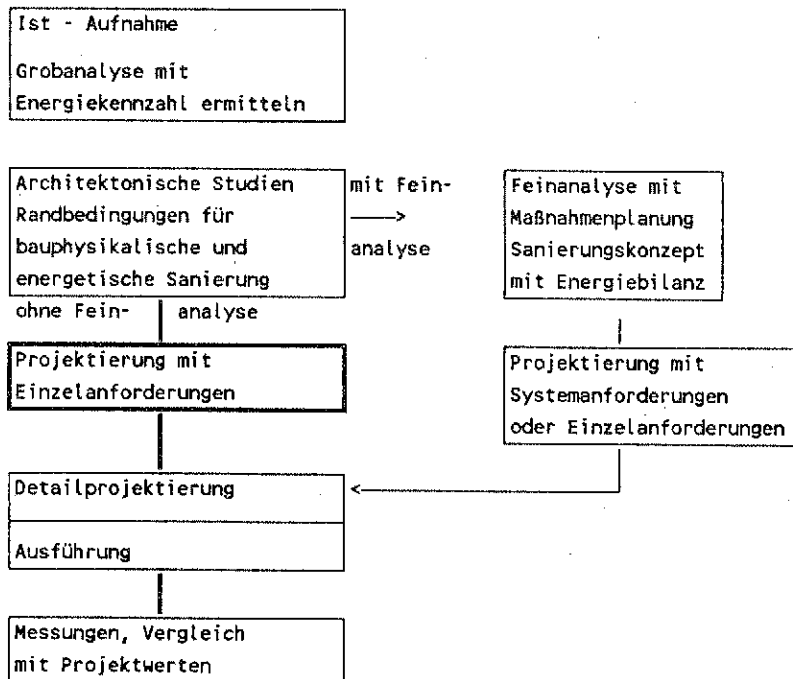 Ist - Aufnahme
Grobanalyse mit
Energiekennzahl ermitteln
Architektonische Studien
Randbedingungen für
bauphysikalische und
energetische Sanierung
mit Fein-
analyse
Feinanalyse mit
Maßnahmenplanung
Sanierungskonzept
mit Energiebilanz
ohne Fein- analyse
Projektierung mit
Einzelanforderungen
Projektierung mit
Systemanforderungen
oder Einzelanforderungen
Detailprojektierung
Ausführung
Messungen, Vergleich
mit Projektwerten